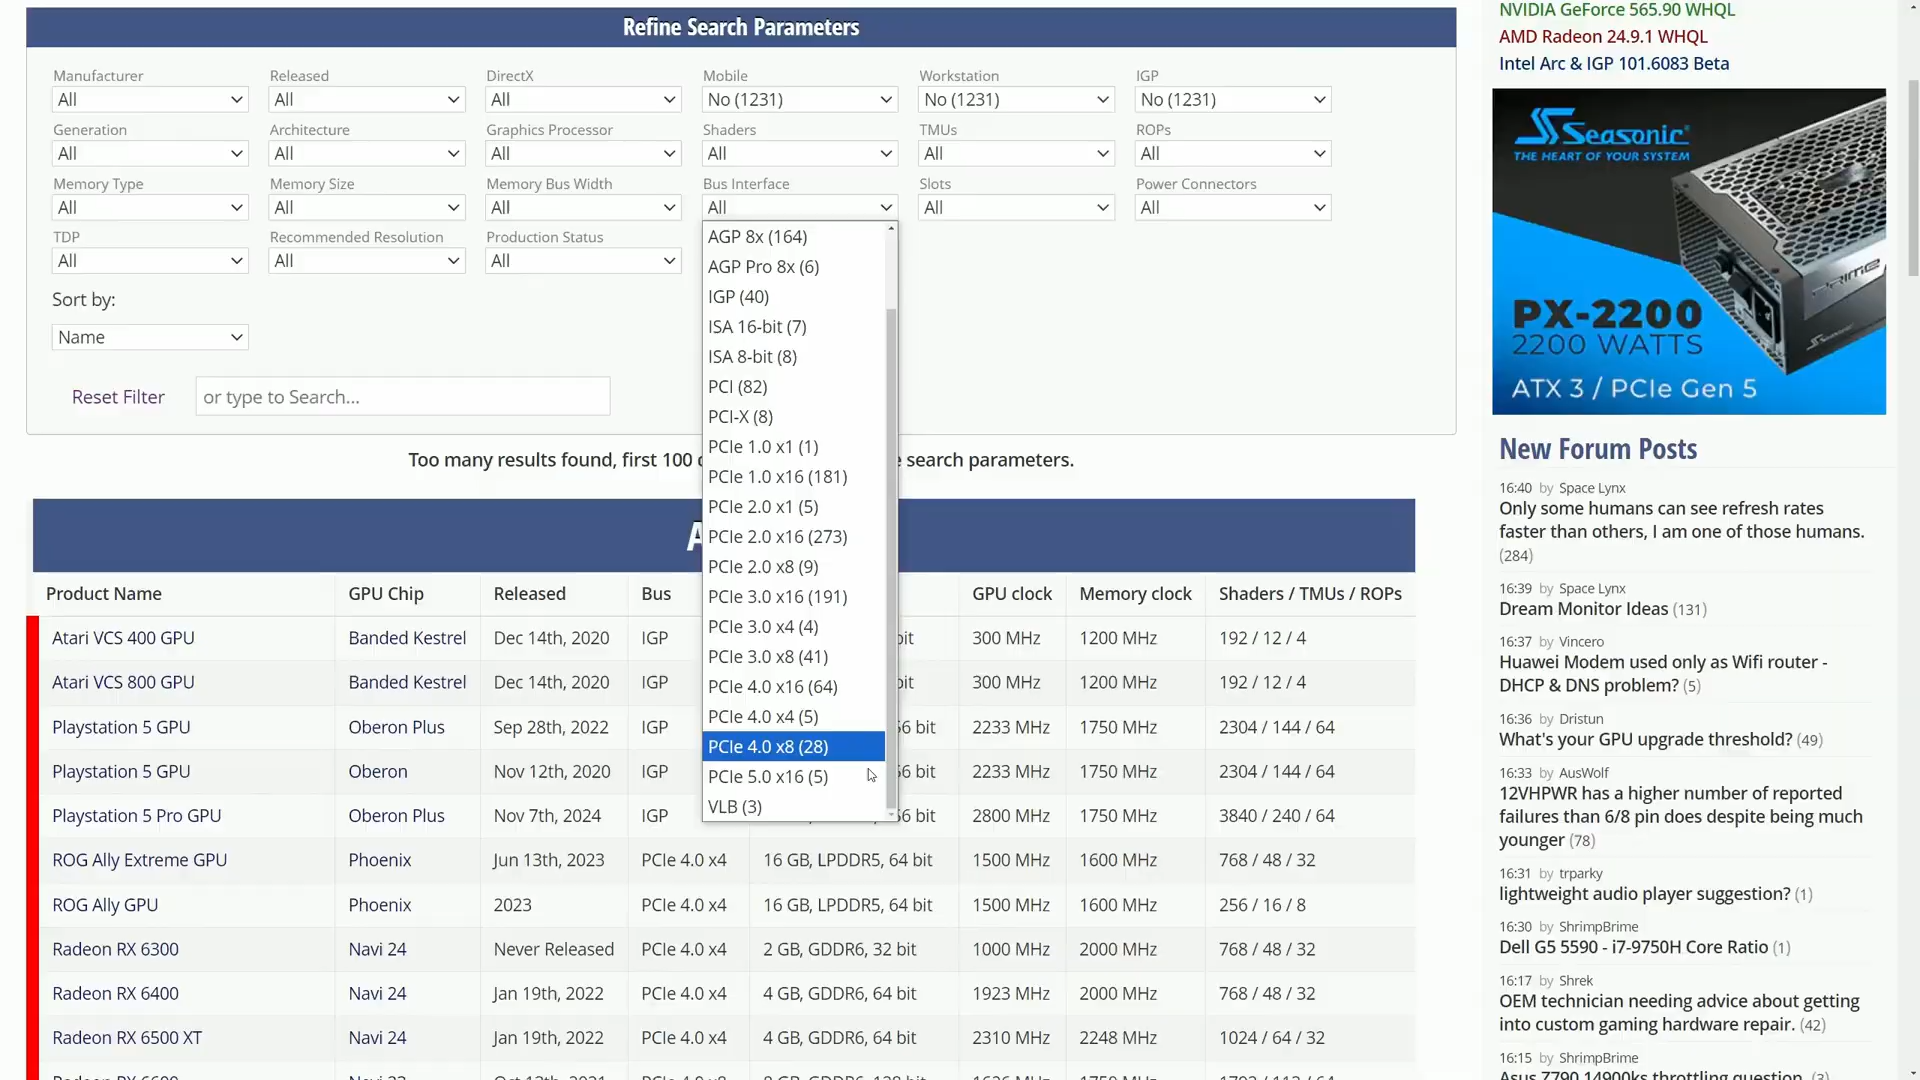 Refine Search Parameters
Manufacturer Released DirectX Mobile Workstation IGP
All All All No (1231) No (1231) No (1231)
Generation Architecture Graphics Processor Shaders TMUs ROPs
All All All All All All
Memory Type Memory Size Memory Bus Width Bus Interface Slots Power Connectors
All All All All All All
TDP Recommended Resolution Production Status
All All All
Sort by:
Name
Reset Filter or type to Search...
AGP 8x (164)
AGP Pro 8x (6)
IGP (40)
ISA 16-bit (7)
ISA 8-bit (8)
PCI (82)
PCI-X (8)
PCIe 1.0 x1 (1)
PCIe 1.0 x16 (181)
PCIe 2.0 x1 (5)
PCIe 2.0 x16 (273)
PCIe 2.0 x8 (9)
PCIe 3.0 x16 (191)
PCIe 3.0 x4 (4)
PCIe 3.0 x8 (41)
PCIe 4.0 x16 (64)
PCIe 4.0 x4 (5)
PCIe 4.0 x8 (28)
PCIe 5.0 x16 (5)
VLB (3)
Too many results found, first 100 search parameters.
Product Name GPU Chip Released Bus GPU clock Memory clock Shaders / TMUs / ROPs
Atari VCS 400 GPU Banded Kestrel Dec 14th, 2020 IGP bit 300 MHz 1200 MHz 192 / 12 / 4
Atari VCS 800 GPU Banded Kestrel Dec 14th, 2020 IGP bit 300 MHz 1200 MHz 192 / 12 / 4
Playstation 5 GPU Oberon Plus Sep 28th, 2022 IGP 56 bit 2233 MHz 1750 MHz 2304 / 144 / 64
Playstation 5 GPU Oberon Nov 12th, 2020 IGP 56 bit 2233 MHz 1750 MHz 2304 / 144 / 64
Playstation 5 Pro GPU Oberon Plus Nov 7th, 2024 IGP 56 bit 2800 MHz 1750 MHz 3840 / 240 / 64
ROG Ally Extreme GPU Phoenix Jun 13th, 2023 PCIe 4.0 x4 16 GB, LPDDR5, 64 bit 1500 MHz 1600 MHz 768 / 48 / 32
ROG Ally GPU Phoenix 2023 PCIe 4.0 x4 16 GB, LPDDR5, 64 bit 1500 MHz 1600 MHz 256 / 16 / 8
Radeon RX 6300 Navi 24 Never Released PCIe 4.0 x4 2 GB, GDDR6, 32 bit 1000 MHz 2000 MHz 768 / 48 / 32
Radeon RX 6400 Navi 24 Jan 19th, 2022 PCIe 4.0 x4 4 GB, GDDR6, 64 bit 1923 MHz 2000 MHz 768 / 48 / 32
Radeon RX 6500 XT Navi 24 Jan 19th, 2022 PCIe 4.0 x4 4 GB, GDDR6, 64 bit 2310 MHz 2248 MHz 1024 / 64 / 32
NVIDIA GeForce 565.90 WHQL
AMD Radeon 24.9.1 WHQL
Intel Arc & IGP 101.6083 Beta
Seasonic
THE HEART OF YOUR SYSTEM
PRIME
PX-2200
2200 WATTS
ATX 3 / PCIe Gen 5
New Forum Posts
16:40 by Space Lynx
Only some humans can see refresh rates
faster than others, I am one of those humans.
(284)
16:39 by Space Lynx
Dream Monitor Ideas (131)
16:37 by Vincero
Huawei Modem used only as Wifi router -
DHCP & DNS problem? (5)
16:36 by Dristun
What's your GPU upgrade threshold? (49)
16:33 by AusWolf
12VHPWR has a higher number of reported
failures than 6/8 pin does despite being much
younger (78)
16:31 by trparky
lightweight audio player suggestion? (1)
16:30 by ShrimpBrime
Dell G5 5590 - i7-9750H Core Ratio (1)
16:17 by Shrek
OEM technician needing advice about getting
into custom gaming hardware repair. (42)
16:15 by ShrimpBrime
Asus Z790 14900ks throttling question